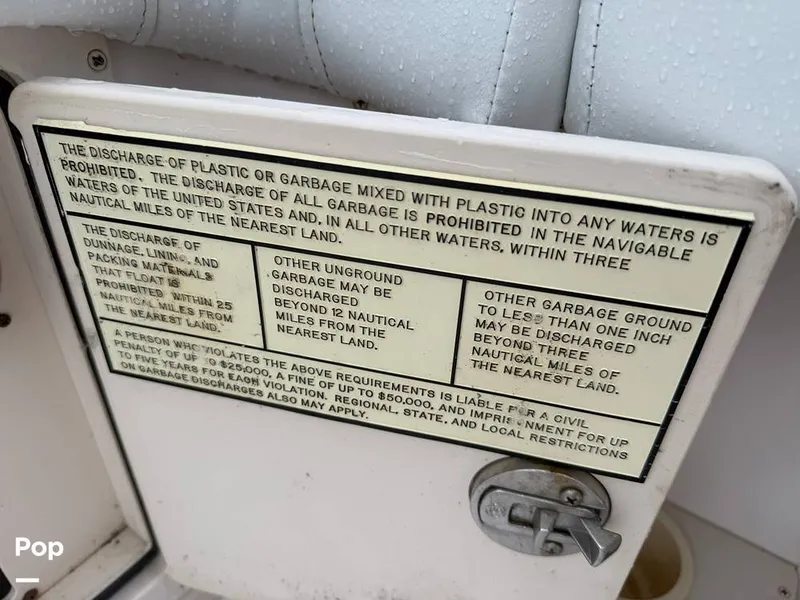 THE DISCHARGE OF PLASTIC OR GARBAGE MIXED WITH PLASTIC INTO ANY WATERS IS
PROHIBITED. THE DISCHARGE OF ALL GARBAGE IS PROHIBITED IN THE NAVIGABLE
WATERS OF THE UNITED STATES AND, IN ALL OTHER WATERS, WITHIN THREE
NAUTICAL MILES OF THE NEAREST LAND.
THE DISCHARGE OF
DUNNAGE, LINING, AND
PACKING MATERIALS
THAT FLOAT IS
PROHIBITED WITHIN 25
NAUTICAL MILES FROM
THE NEAREST LAND.
OTHER UNGROUND
GARBAGE MAY BE
DISCHARGED
BEYOND 12 NAUTICAL
MILES FROM THE
NEAREST LAND.
OTHER GARBAGE GROUND
TO LESS THAN ONE INCH
MAY BE DISCHARGED
BEYOND THREE
NAUTICAL MILES OF
THE NEAREST LAND.
A PERSON WHO VIOLATES THE ABOVE REQUIREMENTS IS LIABLE FOR A CIVIL
PENALTY OF UP TO $25,000, A FINE OF UP TO $50,000, AND IMPRISONMENT FOR UP
TO FIVE YEARS FOR EACH VIOLATION. REGIONAL, STATE, AND LOCAL RESTRICTIONS
ON GARBAGE DISCHARGES ALSO MAY APPLY.
Pop